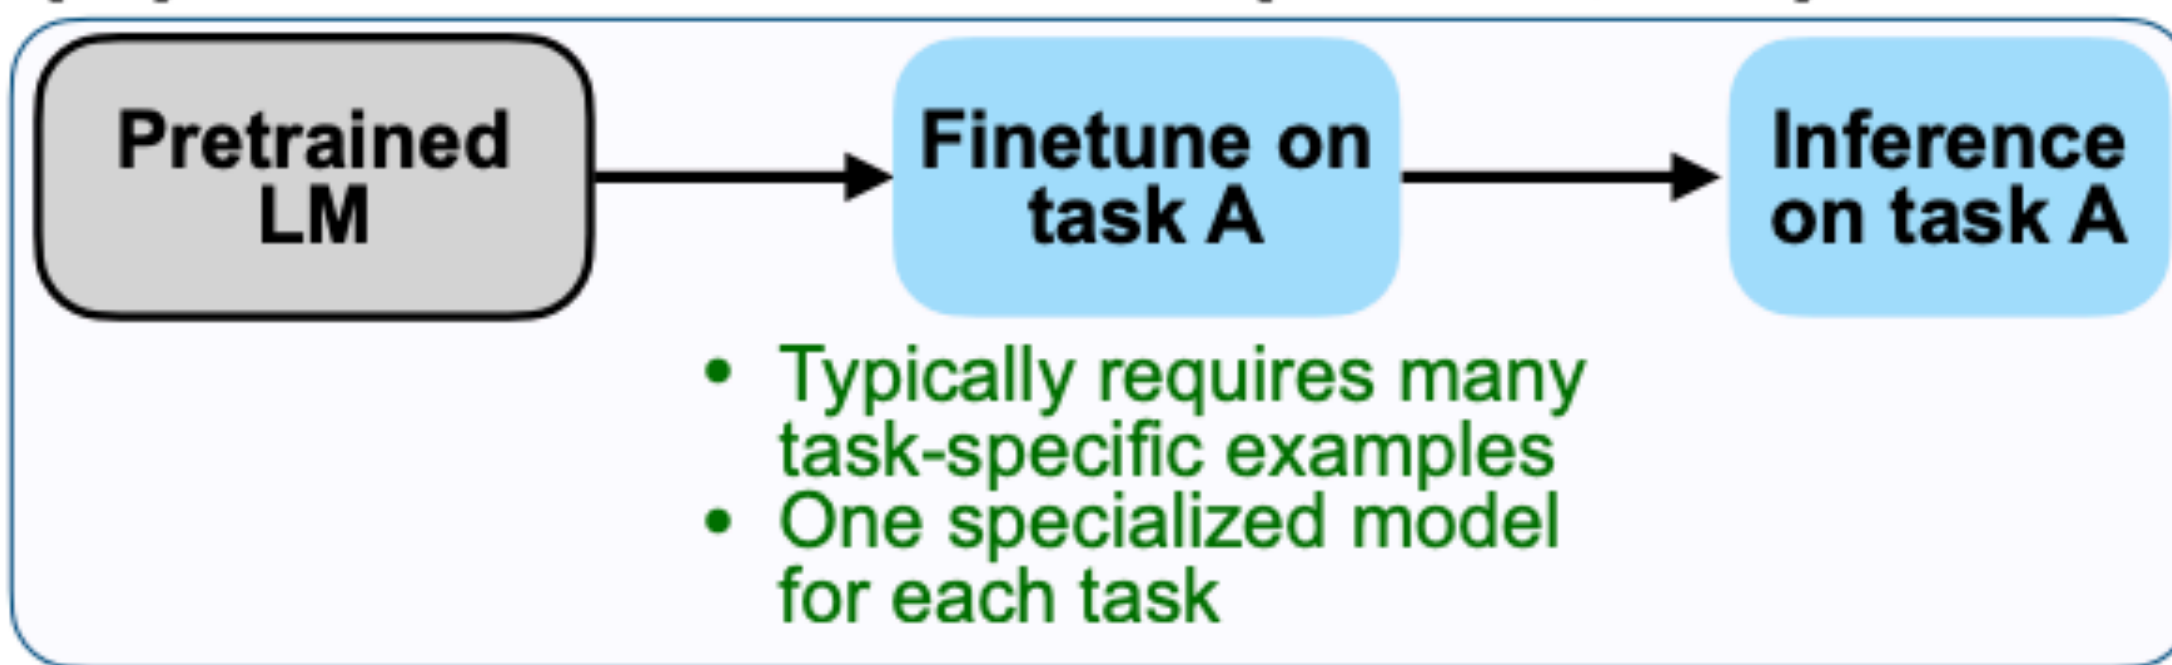 Pretrained
LM
Finetune on
task A
Inference
on task A
• Typically requires many
task-specific examples
• One specialized model
for each task